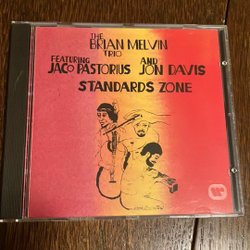 THE
BRIAN MELVIN
TRIO
FEATURING AND
JACO PASTORIUS JON DAVIS
STANDARDS ZONE